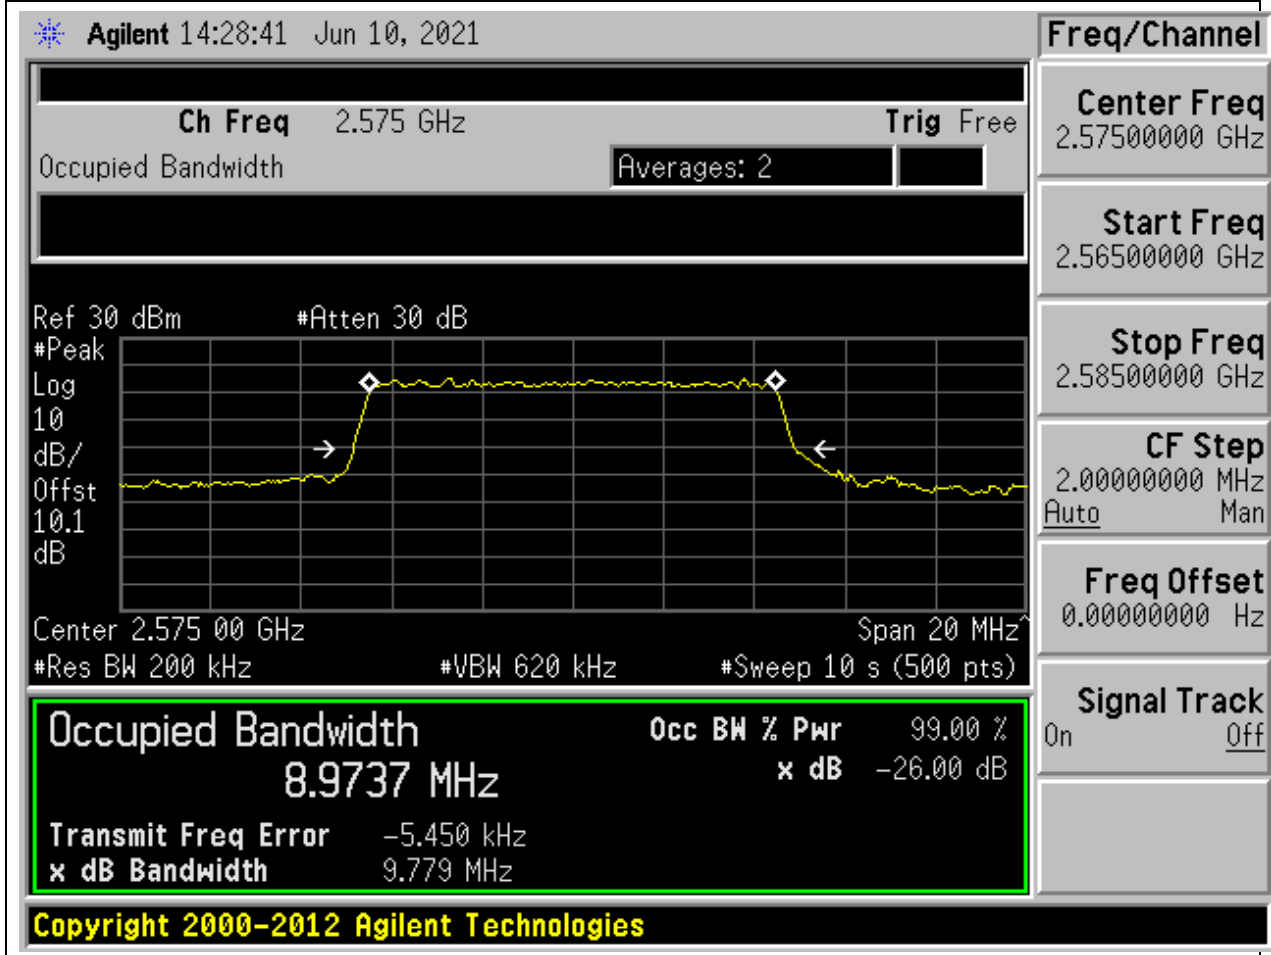 Agilent 14:28:41 Jun 10, 2021
Freq/Channel
Ch Freq 2.575 GHz Trig Free
Occupied Bandwidth Averages: 2
Center Freq
2.57500000 GHz
Start Freq
2.56500000 GHz
Stop Freq
2.58500000 GHz
CF Step
2.00000000 MHz
Auto Man
Freq Offset
0.00000000 Hz
Signal Track
On Off
Ref 30 dBm #Atten 30 dB
#Peak
Log
10
dB/
Offst
10.1
dB
Center 2.575 00 GHz Span 20 MHz^
#Res BW 200 kHz #VBW 620 kHz #Sweep 10 s (500 pts)
Occupied Bandwidth Occ BW % Pwr 99.00 %
8.9737 MHz x dB -26.00 dB
Transmit Freq Error -5.450 kHz
x dB Bandwidth 9.779 MHz
Copyright 2000-2012 Agilent Technologies